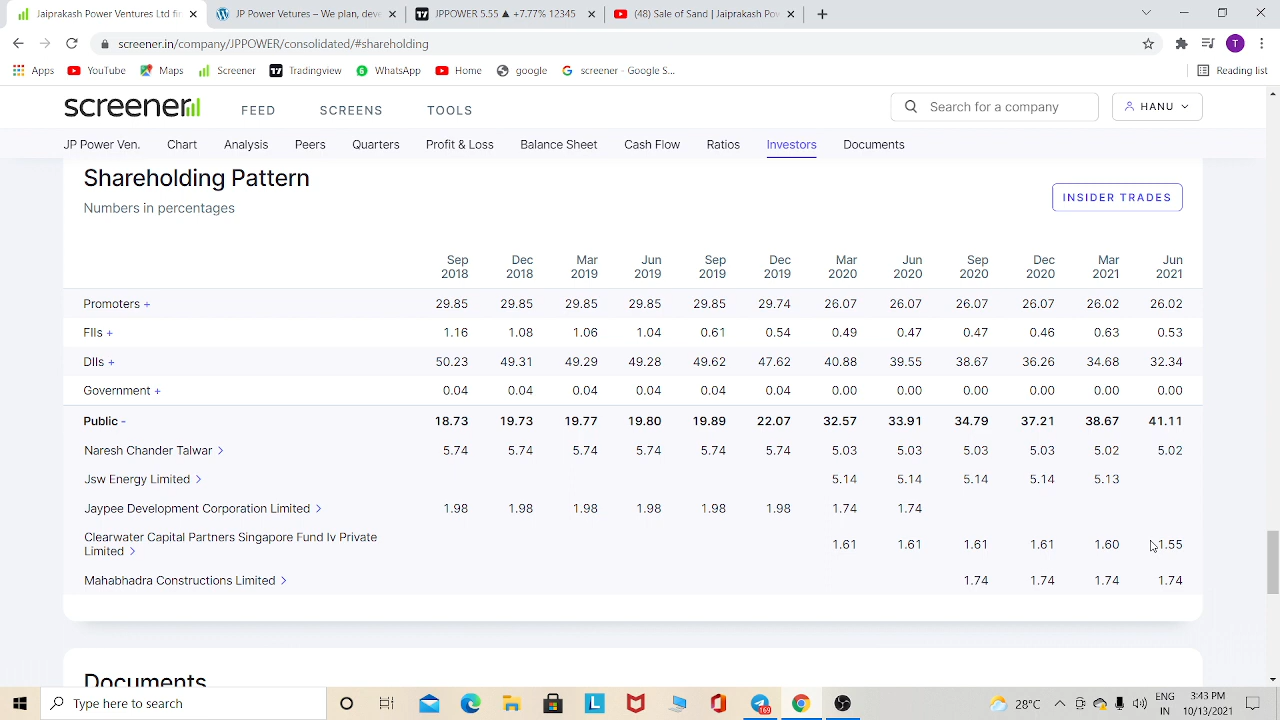 Jaiprakash Power Ventures Ltd fin
JP Power Ventures – waples deve
JPOWER 5.55 ▲ +7.77% 12345
(48) Sale of Sand | Jaiprakash Pow
screener.in/company/JPPOWER/consolidated/#shareholding
T
Apps YouTube Maps Screener Tradingview WhatsApp Home google screener - Google S... Reading list
screener FEED SCREENS TOOLS Search for a company HANU
JP Power Ven. Chart Analysis Peers Quarters Profit & Loss Balance Sheet Cash Flow Ratios Investors Documents
Shareholding Pattern
Numbers in percentages
INSIDER TRADES
Sep 2018 Dec 2018 Mar 2019 Jun 2019 Sep 2019 Dec 2019 Mar 2020 Jun 2020 Sep 2020 Dec 2020 Mar 2021 Jun 2021
Promoters + 29.85 29.85 29.85 29.85 29.85 29.74 26.07 26.07 26.07 26.07 26.02 26.02
FIIs + 1.16 1.08 1.06 1.04 0.61 0.54 0.49 0.47 0.47 0.46 0.63 0.53
DIIs + 50.23 49.31 49.29 49.28 49.62 47.62 40.88 39.55 38.67 36.26 34.68 32.34
Government + 0.04 0.04 0.04 0.04 0.04 0.04 0.00 0.00 0.00 0.00 0.00 0.00
Public - 18.73 19.73 19.77 19.80 19.89 22.07 32.57 33.91 34.79 37.21 38.67 41.11
Naresh Chander Talwar > 5.74 5.74 5.74 5.74 5.74 5.74 5.03 5.03 5.03 5.03 5.02 5.02
Jsw Energy Limited > 5.14 5.14 5.14 5.14 5.13
Jaypee Development Corporation Limited > 1.98 1.98 1.98 1.98 1.98 1.98 1.74 1.74
Clearwater Capital Partners Singapore Fund Iv Private
Limited > 1.61 1.61 1.61 1.61 1.60 1.55
Mahabhadra Constructions Limited > 1.74 1.74 1.74 1.74
Documents
Type here to search
169
28°C
ENG
IN
3:43 PM
10/13/2021